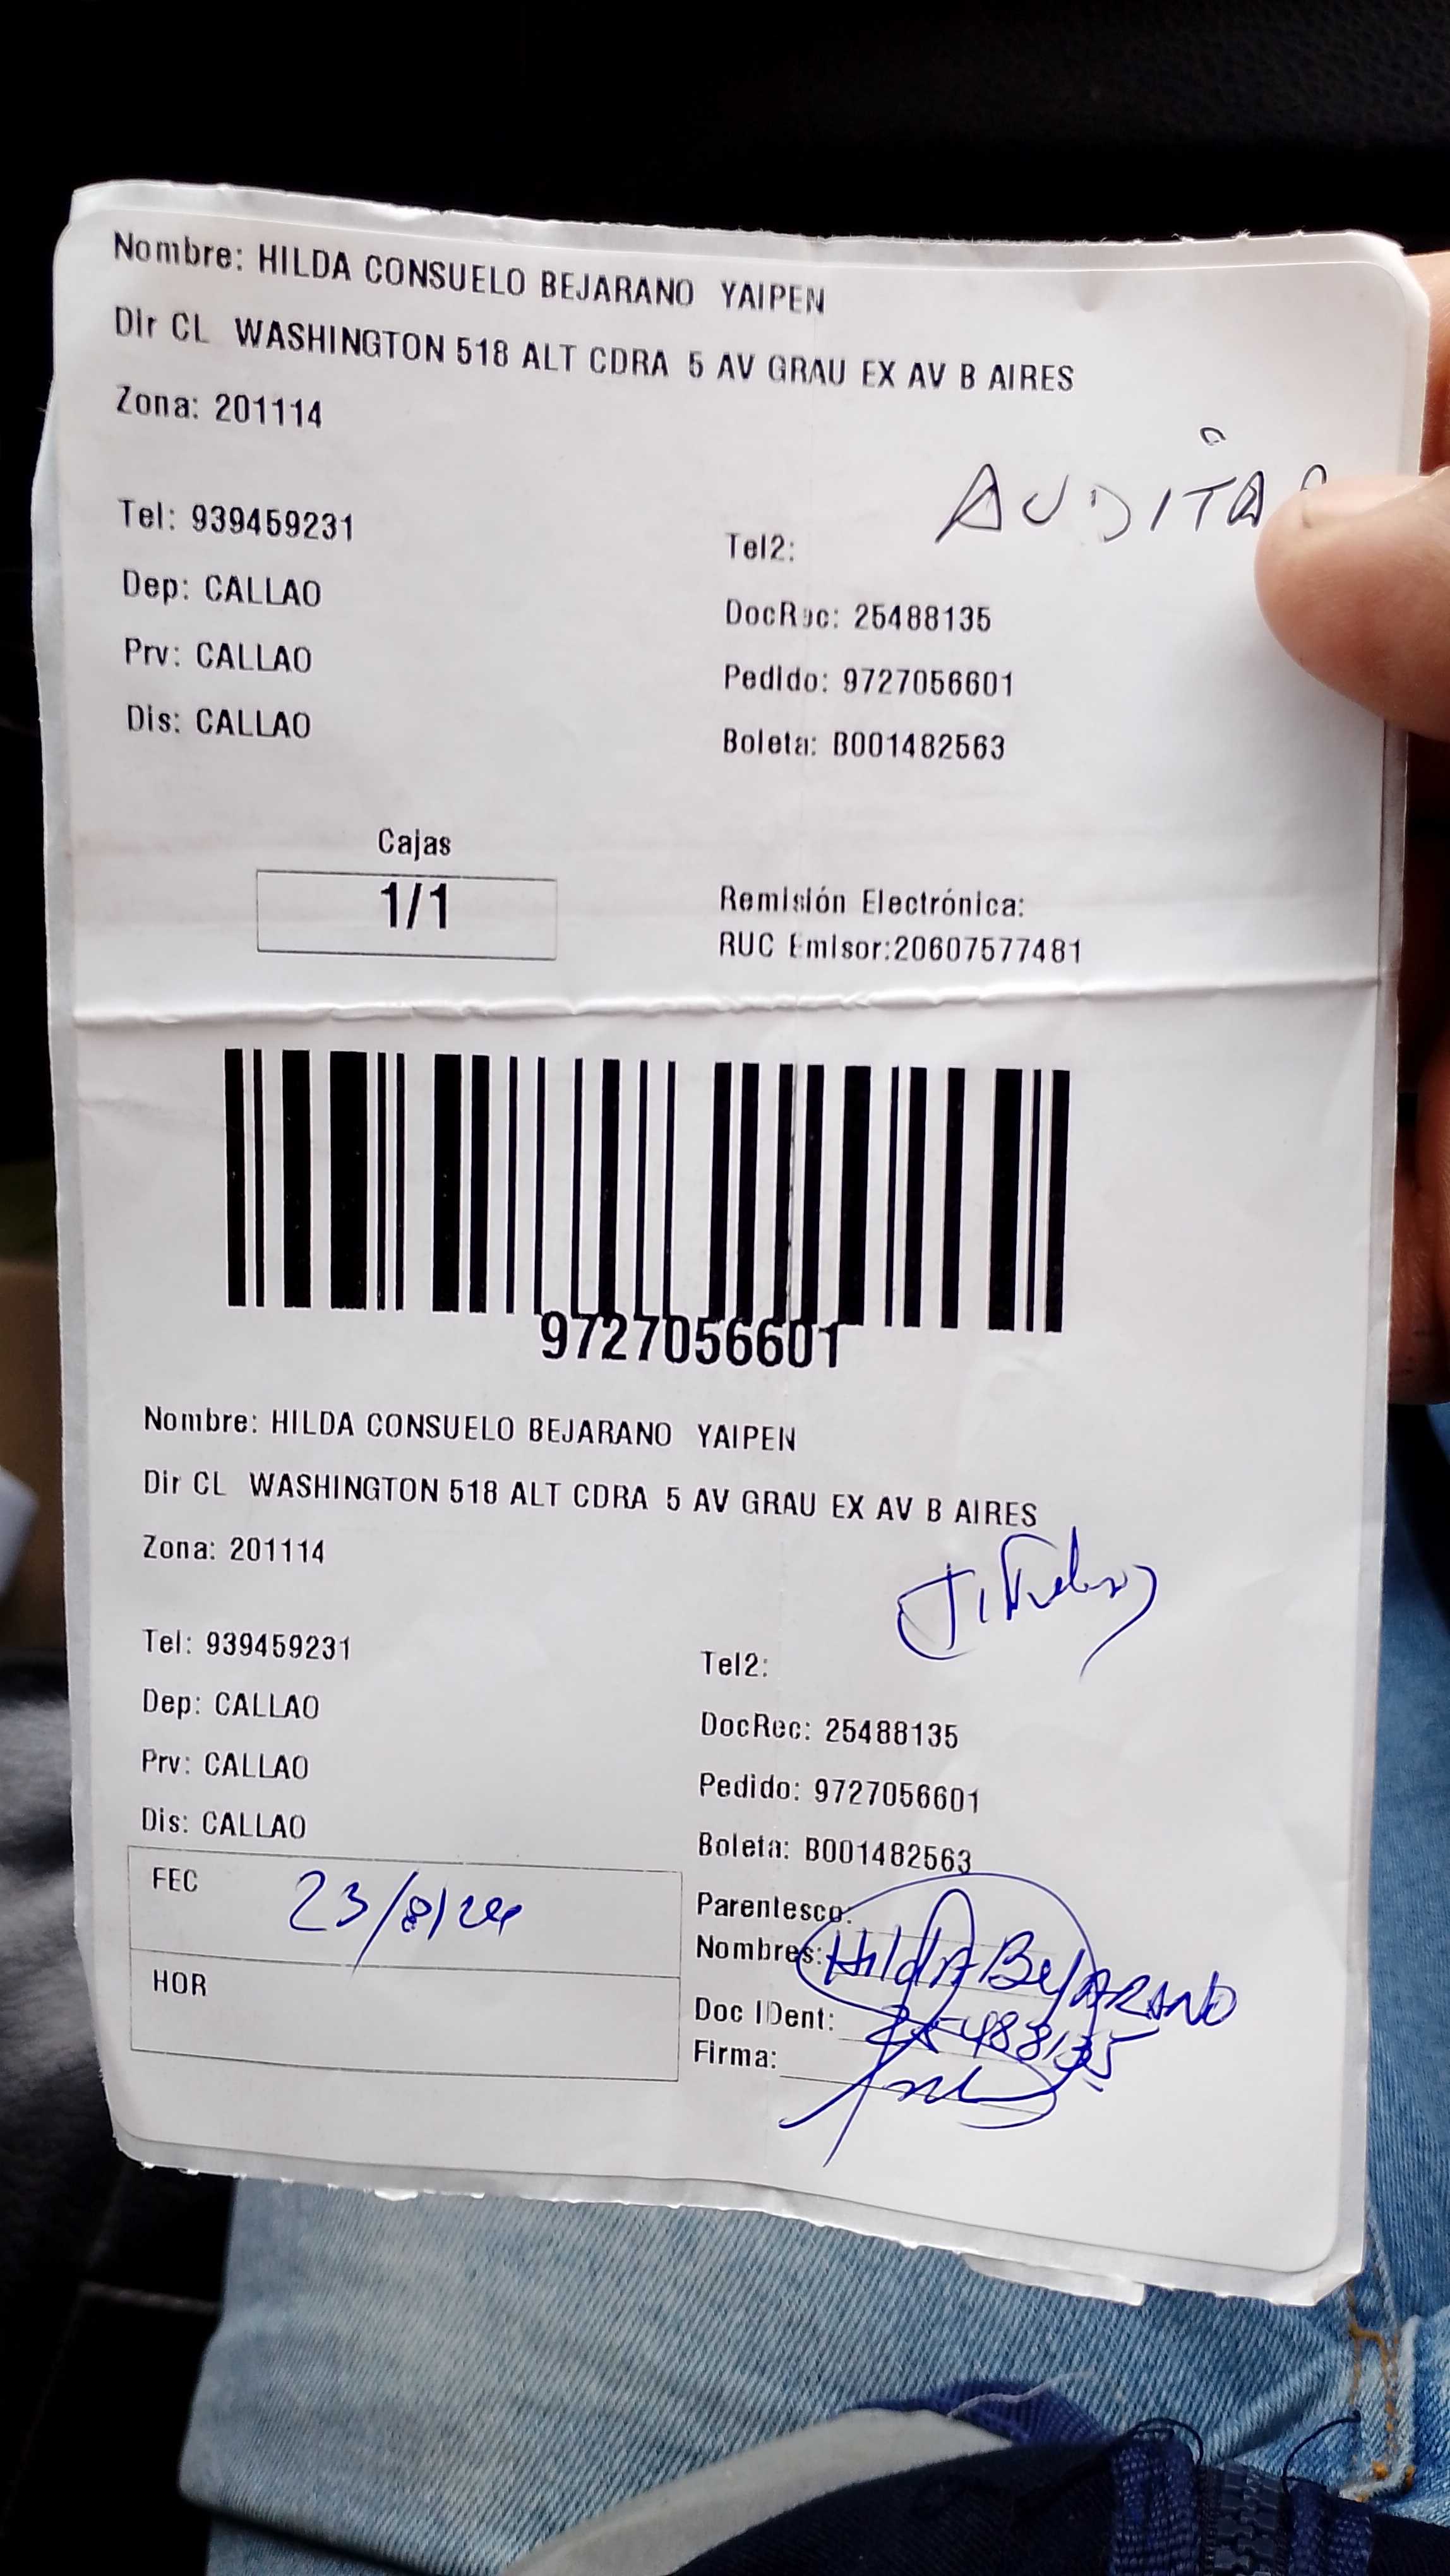 Nombre: HILDA CONSUELO BEJARANO YAIPEN
Dir CL WASHINGTON 518 ALT CDRA 5 AV GRAU EX AV B AIRES
Zona: 201114
AUDITA
Tel: 939459231
Tel2:
Dep: CALLAO
DocRec: 25488135
Prv: CALLAO
Pedido: 9727056601
Dis: CALLAO
Boleta: B001482563
Cajas
1/1
Remisión Electrónica:
RUC Emisor:20607577481
9727056601
Nombre: HILDA CONSUELO BEJARANO YAIPEN
Dir CL WASHINGTON 518 ALT CDRA 5 AV GRAU EX AV B AIRES
Zona: 201114
Tel: 939459231
Tel2:
Dep: CALLAO
DocRec: 25488135
Prv: CALLAO
Pedido: 9727056601
Dis: CALLAO
Boleta: B001482563
FEC 23/8/24
Parentesco:
Nombres: HildA BeJARANO
HOR
Doc IDent: 25488135
Firma: